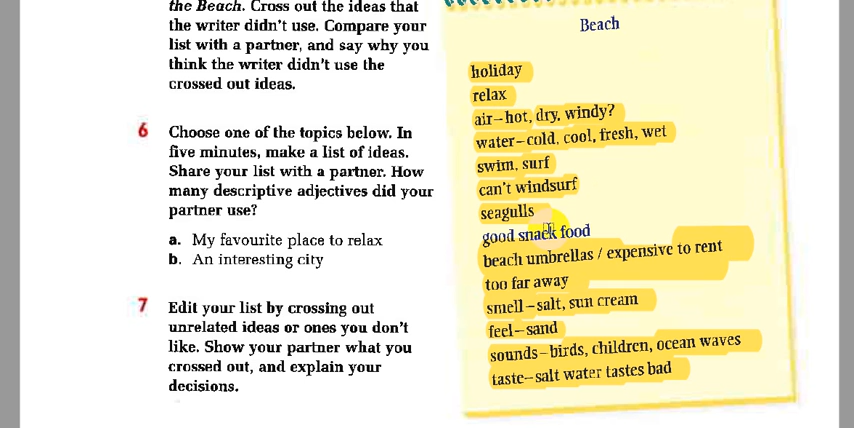 the Beach. Cross out the ideas that
the writer didn't use. Compare your
list with a partner, and say why you
think the writer didn't use the
crossed out ideas.
6 Choose one of the topics below. In
five minutes, make a list of ideas.
Share your list with a partner. How
many descriptive adjectives did your
partner use?
a. My favourite place to relax
b. An interesting city
7 Edit your list by crossing out
unrelated ideas or ones you don't
like. Show your partner what you
crossed out, and explain your
decisions.
Beach
holiday
relax
air–hot, dry, windy?
water–cold, cool, fresh, wet
swim, surf
can't windsurf
seagulls
good snack food
beach umbrellas / expensive to rent
too far away
smell–salt, sun cream
feel–sand
sounds–birds, children, ocean waves
taste–salt water tastes bad